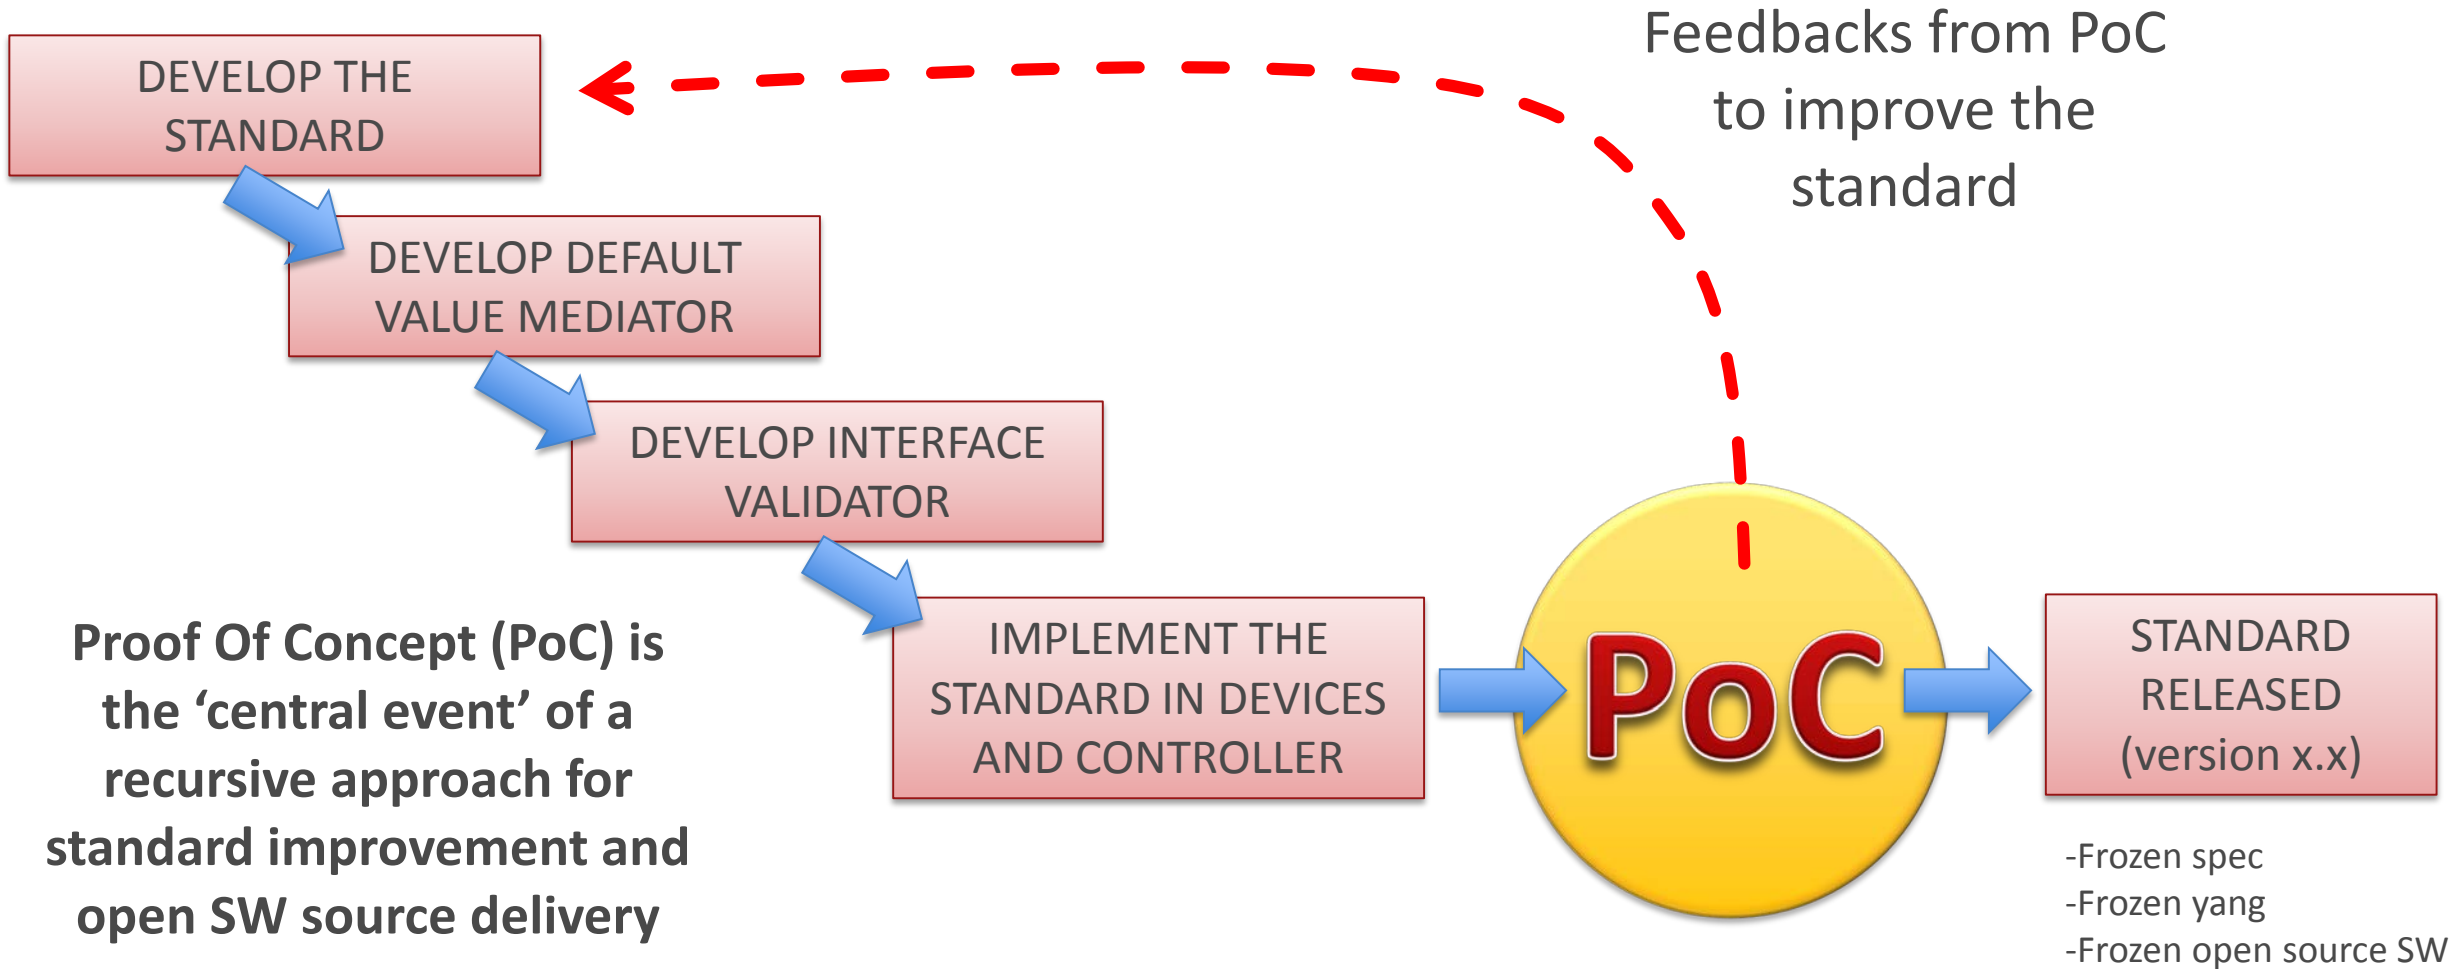 Feedbacks from PoC
to improve the
standard
DEVELOP THE
STANDARD
DEVELOP DEFAULT
VALUE MEDIATOR
DEVELOP INTERFACE
VALIDATOR
IMPLEMENT THE
STANDARD IN DEVICES
AND CONTROLLER
PoC
STANDARD
RELEASED
(version x.x)
-Frozen spec
-Frozen yang
-Frozen open source SW
Proof Of Concept (PoC) is
the ‘central event’ of a
recursive approach for
standard improvement and
open SW source delivery